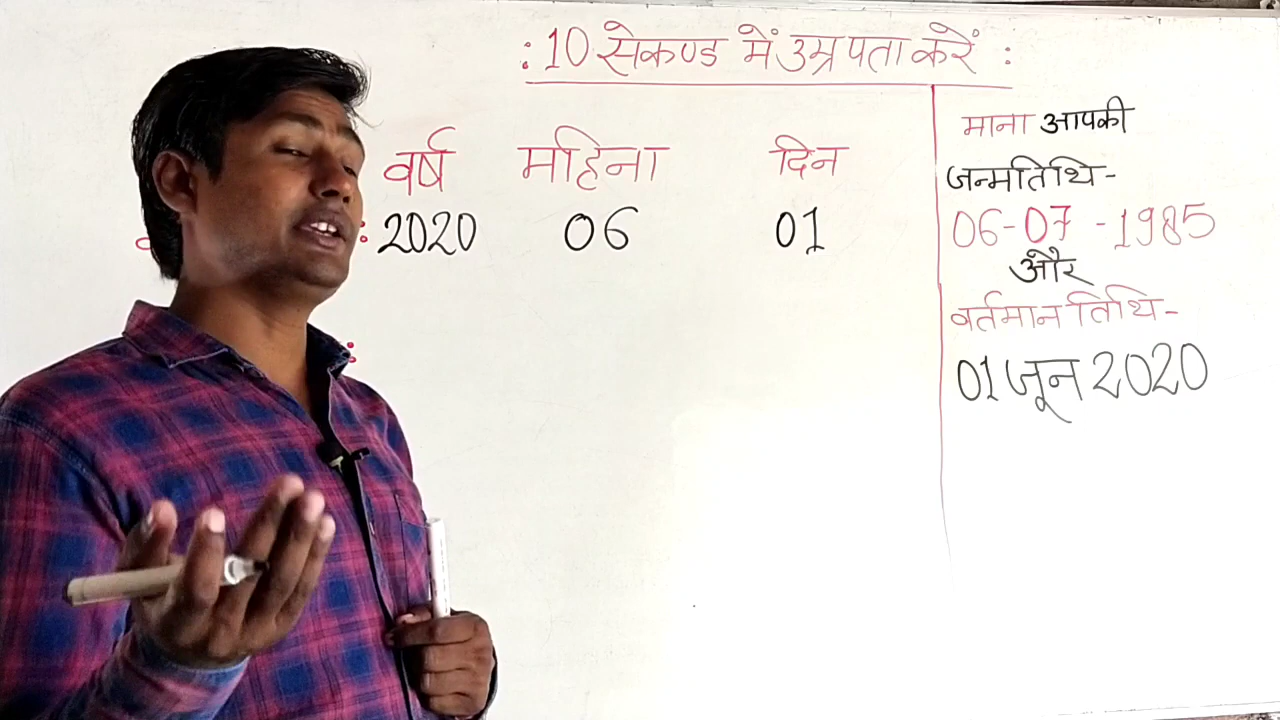 : 10 सेकण्ड में उम्र पता करें :
वर्ष महिना दिन
: 2020 06 01
:
माना आपकी
जन्मतिथि-
06-07-1985
और
वर्तमान तिथि-
01 जून 2020